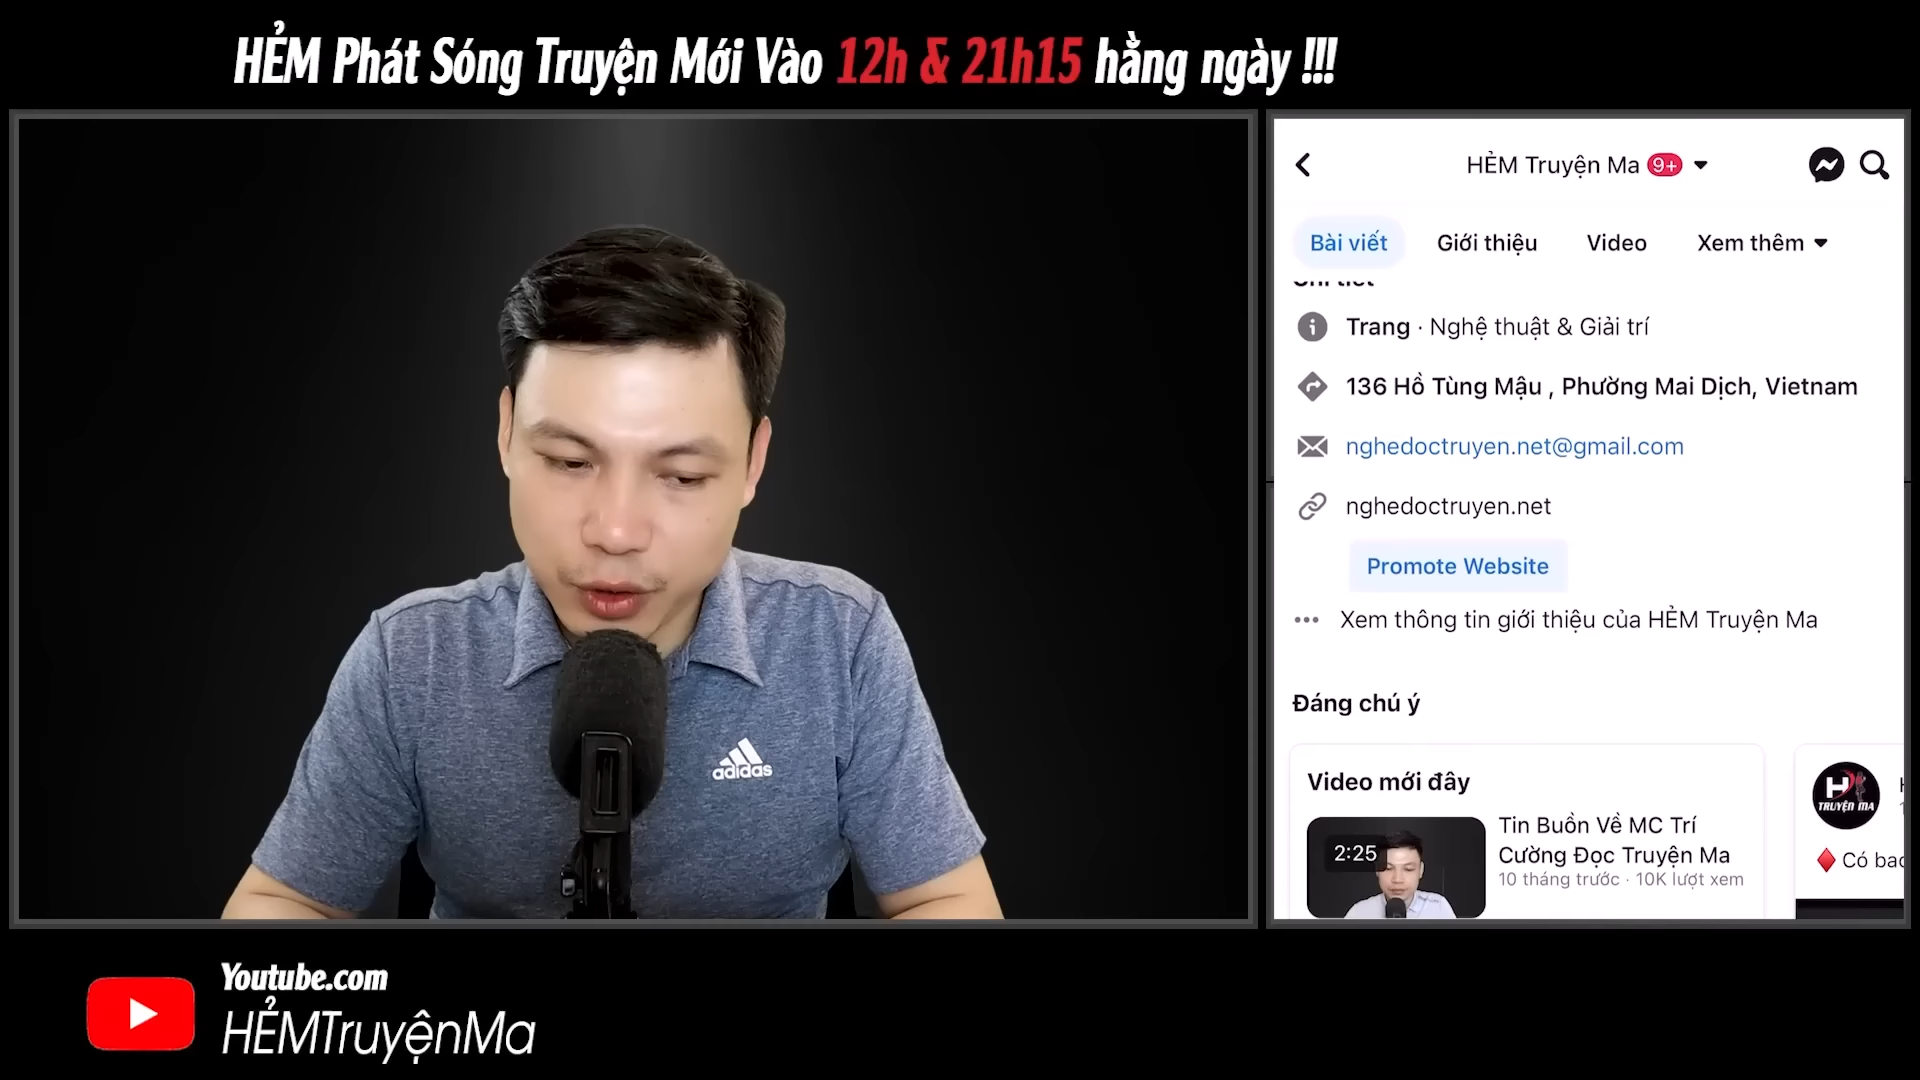 HẺM Phát Sóng Truyện Mới Vào 12h & 21h15 hằng ngày !!!
adidas
HẺM Truyện Ma 9+
Bài viết Giới thiệu Video Xem thêm
Chi tiết
Trang · Nghệ thuật & Giải trí
136 Hồ Tùng Mậu , Phường Mai Dịch, Vietnam
nghedoctruyen.net@gmail.com
nghedoctruyen.net
Promote Website
Xem thông tin giới thiệu của HẺM Truyện Ma
Đáng chú ý
Video mới đây
2:25
Tin Buồn Về MC Trí
Cường Đọc Truyện Ma
10 tháng trước · 10K lượt xem
H
TRUYỆN MA
Có bao
Youtube.com
HẺMTruyệnMa